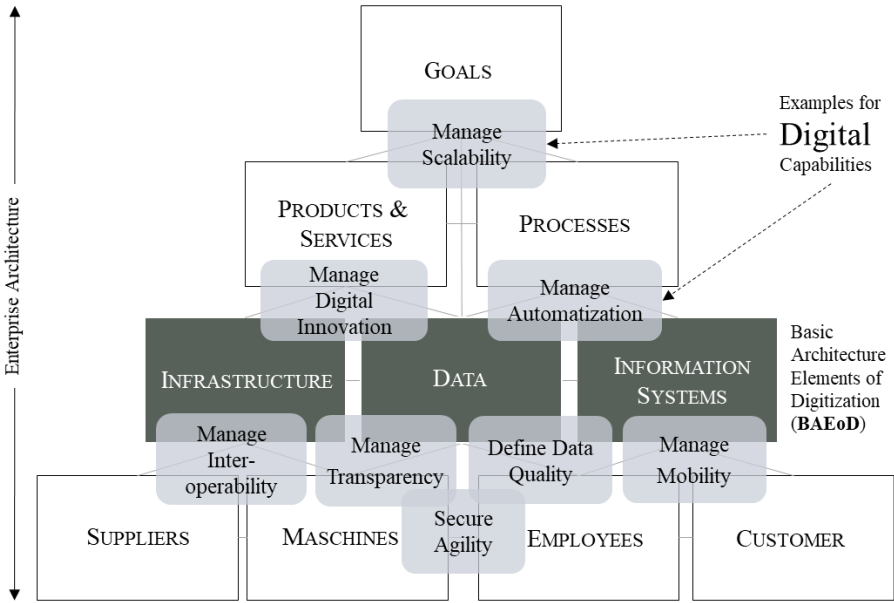 GOALS
Manage
Scalability
Examples for
Digital
Capabilities
PRODUCTS &
SERVICES
PROCESSES
Manage
Digital
Innovation
Manage
Automatization
Enterprise Architecture
INFRASTRUCTURE
DATA
INFORMATION
SYSTEMS
Basic
Architecture
Elements of
Digitization
(BAEoD)
Manage
Inter-
operability
Manage
Transparency
Define Data
Quality
Manage
Mobility
SUPPLIERS
MASCHINES
Secure
Agility
EMPLOYEES
CUSTOMER